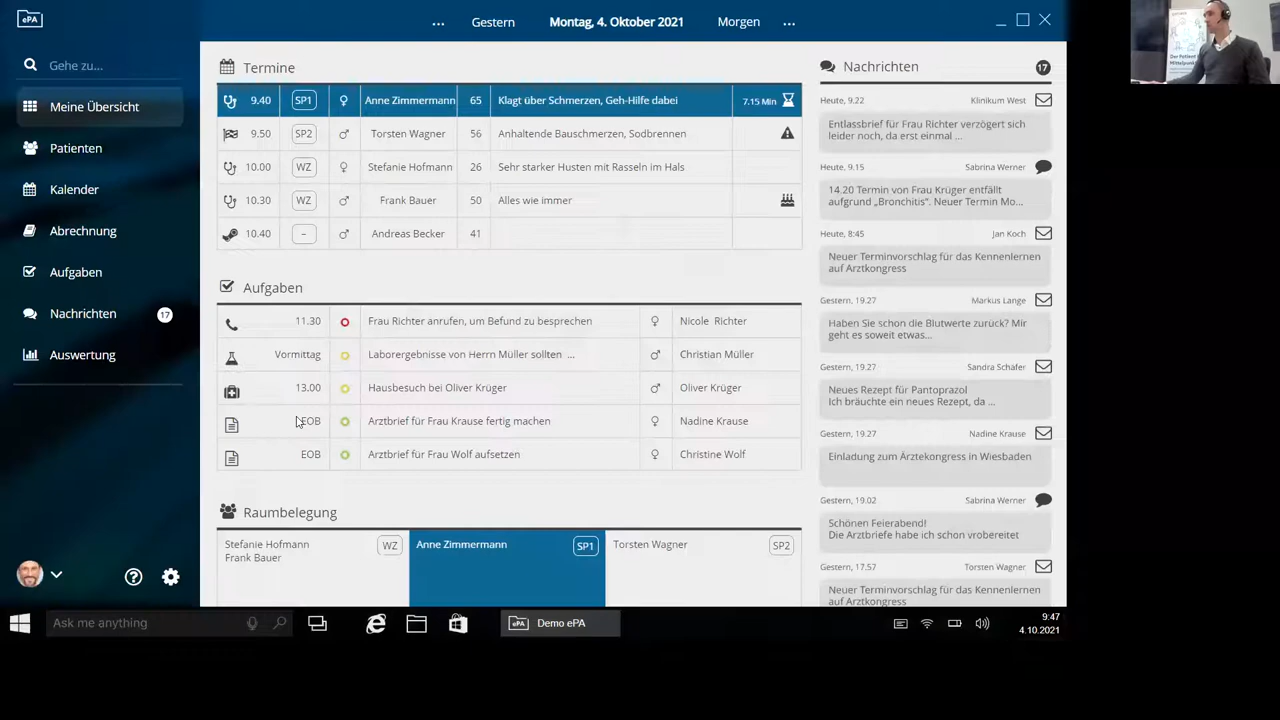 ePA
... Gestern Montag, 4. Oktober 2021 Morgen ...
Gehe zu...
Meine Übersicht
Patienten
Kalender
Abrechnung
Aufgaben
Nachrichten 17
Auswertung
Termine
9.40 SP1 Anne Zimmermann 65 Klagt über Schmerzen, Geh-Hilfe dabei 7.15 Min
9.50 SP2 Torsten Wagner 56 Anhaltende Bauschmerzen, Sodbrennen
10.00 WZ Stefanie Hofmann 26 Sehr starker Husten mit Rasseln im Hals
10.30 WZ Frank Bauer 50 Alles wie immer
10.40 – Andreas Becker 41
Aufgaben
11.30 Frau Richter anrufen, um Befund zu besprechen Nicole Richter
Vormittag Laborergebnisse von Herrn Müller sollten ... Christian Müller
13.00 Hausbesuch bei Oliver Krüger Oliver Krüger
EOB Arztbrief für Frau Krause fertig machen Nadine Krause
EOB Arztbrief für Frau Wolf aufsetzen Christine Wolf
Raumbelegung
Stefanie Hofmann WZ
Frank Bauer
Anne Zimmermann SP1
Torsten Wagner SP2
Nachrichten 17
Heute, 9.22 Klinikum West
Entlassbrief für Frau Richter verzögert sich
leider noch, da erst einmal ...
Heute, 9.15 Sabrina Werner
14.20 Termin von Frau Krüger entfällt
aufgrund „Bronchitis“. Neuer Termin Mo...
Heute, 8:45 Jan Koch
Neuer Terminvorschlag für das Kennenlernen
auf Arztkongress
Gestern, 19.27 Markus Lange
Haben Sie schon die Blutwerte zurück? Mir
geht es soweit etwas...
Gestern, 19.27 Sandra Schäfer
Neues Rezept für Pantoprazol
Ich bräuchte ein neues Rezept, da ...
Gestern, 19.27 Nadine Krause
Einladung zum Ärztekongress in Wiesbaden
Gestern, 19.02 Sabrina Werner
Schönen Feierabend!
Die Arztbriefe habe ich schon vrobereitet
Gestern, 17:57 Torsten Wagner
Neuer Terminvorschlag für das Kennenlernen
auf Arztkongress
Ask me anything
ePA Demo ePA
9:47
4.10.2021
Der Patient
Mittelpunkt